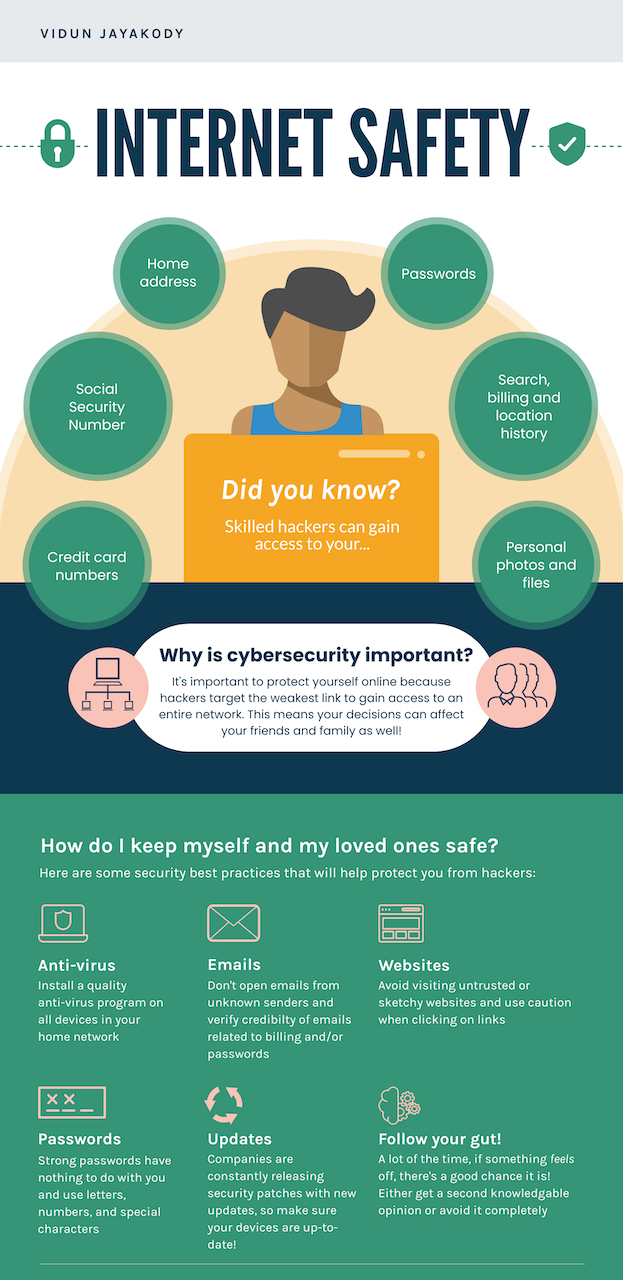 VIDUN JAYAKODY
INTERNET SAFETY
Home
address
Passwords
Social
Security
Number
Search,
billing and
location
history
Credit card
numbers
Personal
photos and
files
Did you know?
Skilled hackers can gain
access to your...
Why is cybersecurity important?
It's important to protect yourself online because
hackers target the weakest link to gain access to an
entire network. This means your decisions can affect
your friends and family as well!
How do I keep myself and my loved ones safe?
Here are some security best practices that will help protect you from hackers:
Anti-virus
Install a quality
anti-virus program on
all devices in your
home network
Emails
Don't open emails from
unknown senders and
verify credibilty of emails
related to billing and/or
passwords
Websites
Avoid visiting untrusted or
sketchy websites and use caution
when clicking on links
Passwords
Strong passwords have
nothing to do with you
and use letters,
numbers, and special
characters
Updates
Companies are
constantly releasing
security patches with new
updates, so make sure
your devices are up-to-
date!
Follow your gut!
A lot of the time, if something feels
off, there's a good chance it is!
Either get a second knowledgable
opinion or avoid it completely